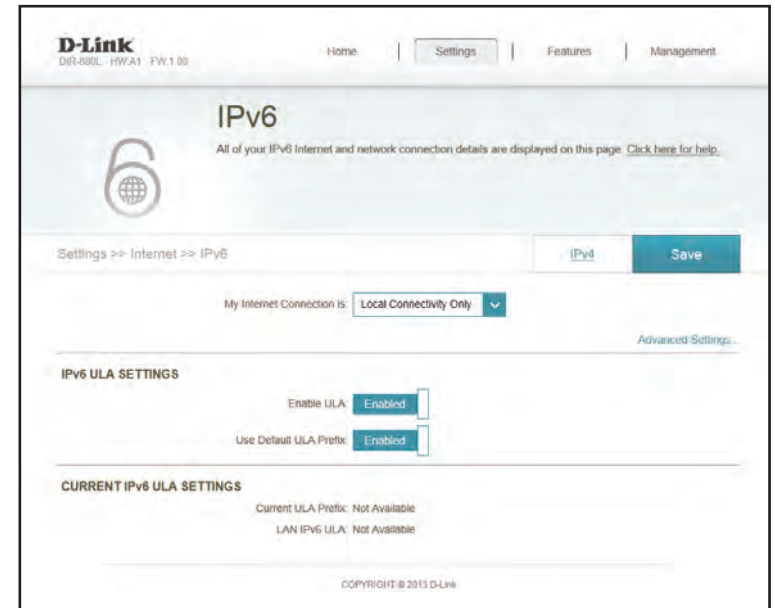 D-Link
DIR-880L HW:A1 FW:1.00
Home | Settings | Features | Management
IPv6
All of your IPv6 Internet and network connection details are displayed on this page. Click here for help.
Settings >> Internet >> IPv6
IPv4
Save
My Internet Connection is: Local Connectivity Only
Advanced Settings...
IPv6 ULA SETTINGS
Enable ULA: Enabled
Use Default ULA Prefix: Enabled
CURRENT IPv6 ULA SETTINGS
Current ULA Prefix: Not Available
LAN IPv6 ULA: Not Available
COPYRIGHT © 2013 D-Link